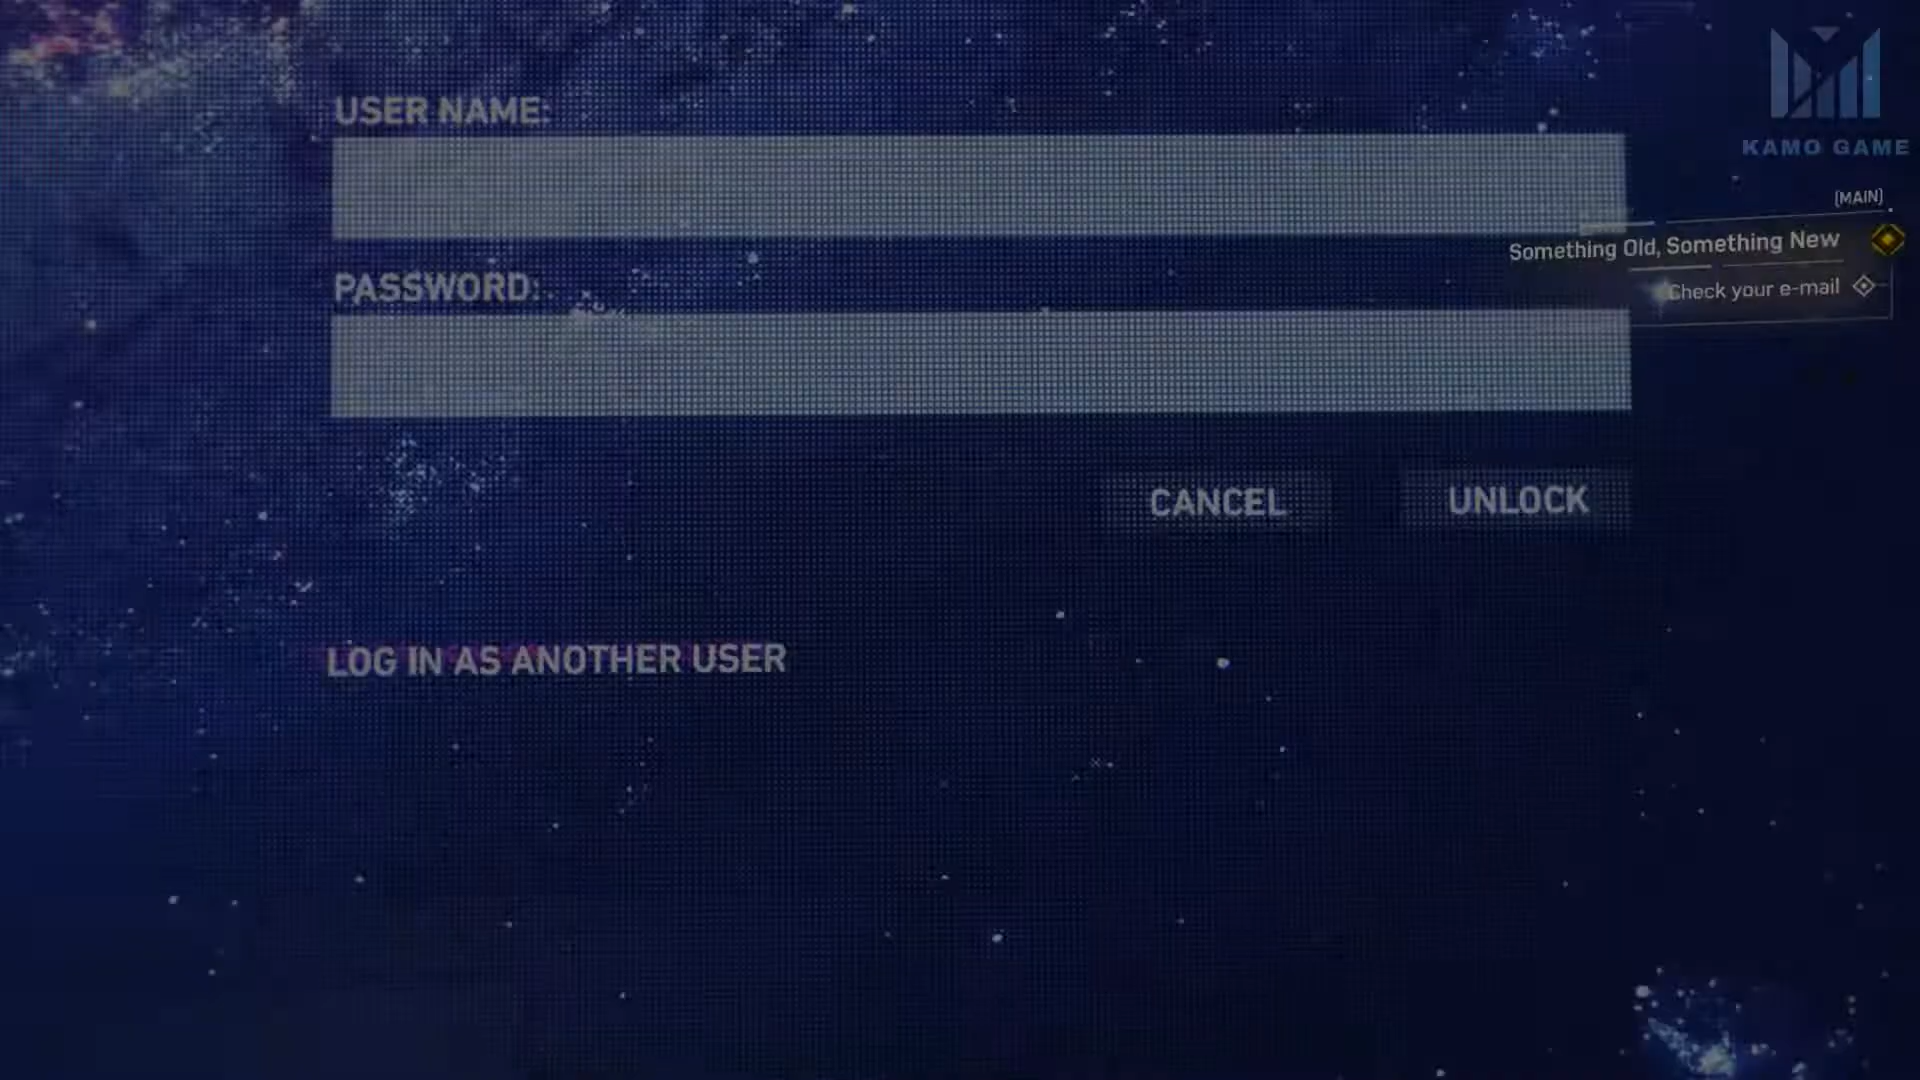 USER NAME:
KAMO GAME
(MAIN)
Something Old, Something New
PASSWORD:
Check your e-mail
CANCEL
UNLOCK
LOG IN AS ANOTHER USER